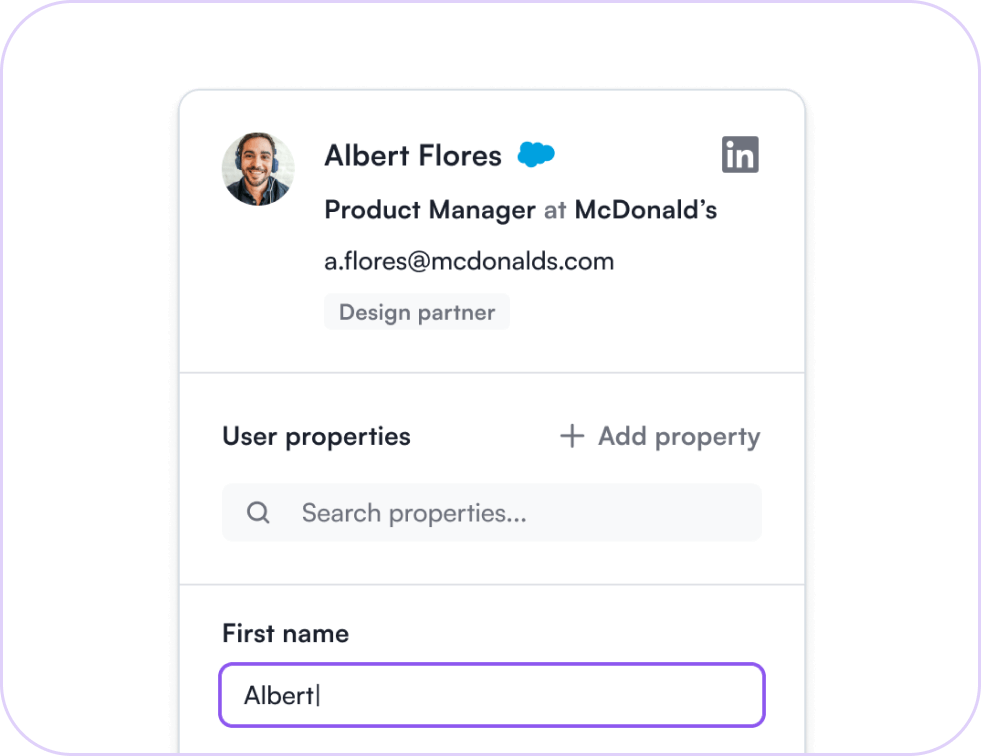 Albert Flores
in
Product Manager at McDonald’s
a.flores@mcdonalds.com
Design partner
User properties
+ Add property
Search properties...
First name
Albert